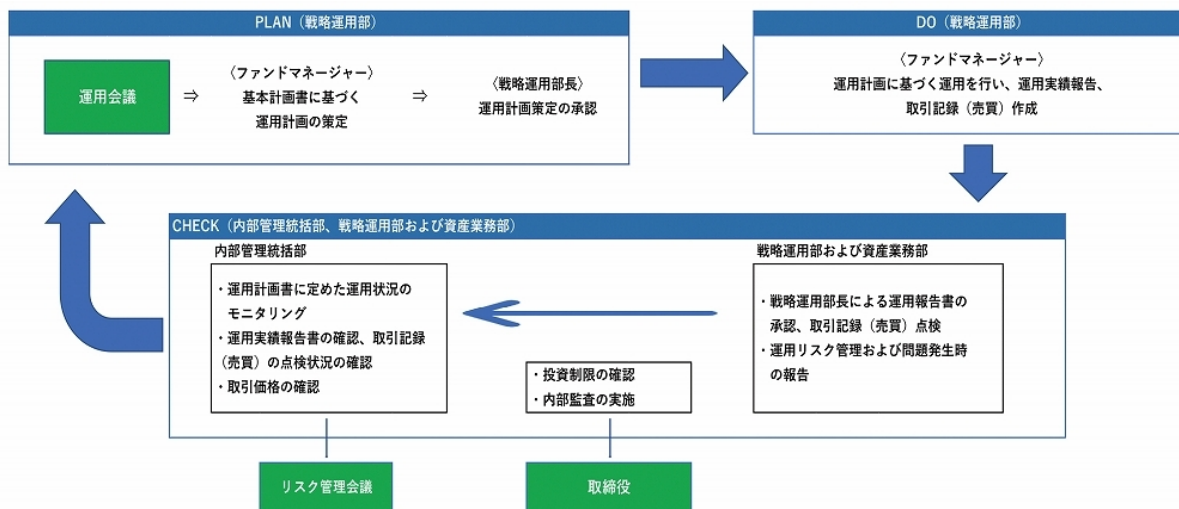 PLAN（戦略運用部）
運用会議
⇒
〈ファンドマネージャー〉
基本計画書に基づく
運用計画の策定
⇒
〈戦略運用部長〉
運用計画策定の承認
DO（戦略運用部）
〈ファンドマネージャー〉
運用計画に基づく運用を行い、運用実績報告、
取引記録（売買）作成
CHECK（内部管理統括部、戦略運用部および資産業務部）
内部管理統括部
・運用計画書に定めた運用状況の
モニタリング
・運用実績報告書の確認、取引記録
（売買）の点検状況の確認
・取引価格の確認
・投資制限の確認
・内部監査の実施
戦略運用部および資産業務部
・戦略運用部長による運用報告書の
承認、取引記録（売買）点検
・運用リスク管理および問題発生時
の報告
リスク管理会議
取締役